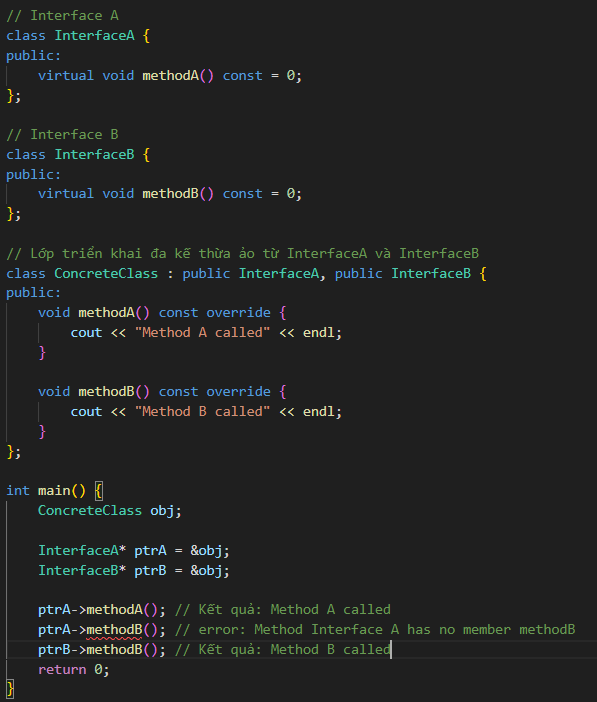 // Interface A
class InterfaceA {
public:
    virtual void methodA() const = 0;
};

// Interface B
class InterfaceB {
public:
    virtual void methodB() const = 0;
};

// Lớp triển khai đa kế thừa ảo từ InterfaceA và InterfaceB
class ConcreteClass : public InterfaceA, public InterfaceB {
public:
    void methodA() const override {
        cout << "Method A called" << endl;
    }

    void methodB() const override {
        cout << "Method B called" << endl;
    }
};

int main() {
    ConcreteClass obj;

    InterfaceA* ptrA = &obj;
    InterfaceB* ptrB = &obj;

    ptrA->methodA(); // Kết quả: Method A called
    ptrA->methodB(); // error: Method Interface A has no member methodB
    ptrB->methodB(); // Kết quả: Method B called
    return 0;
}